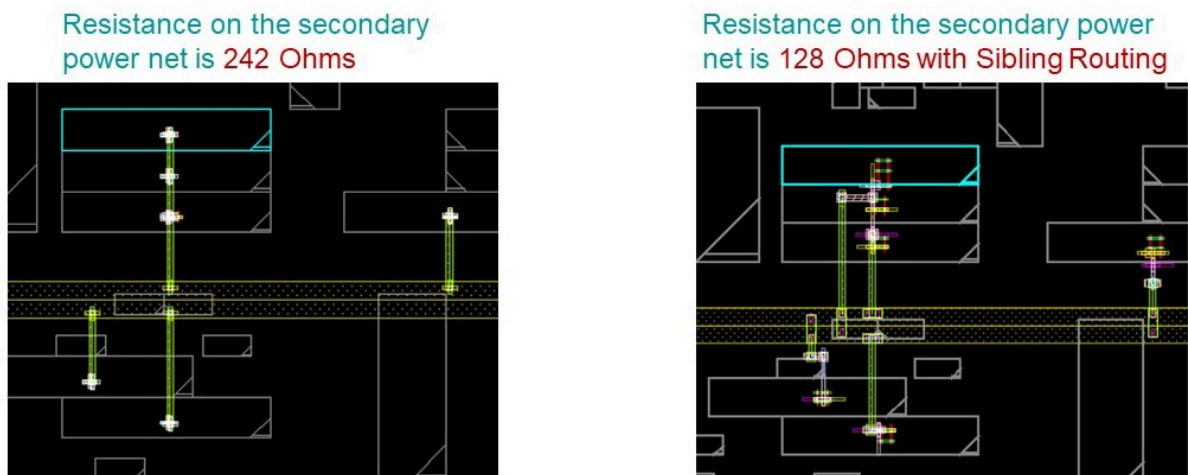 Resistance on the secondary
power net is 242 Ohms
Resistance on the secondary power
net is 128 Ohms with Sibling Routing